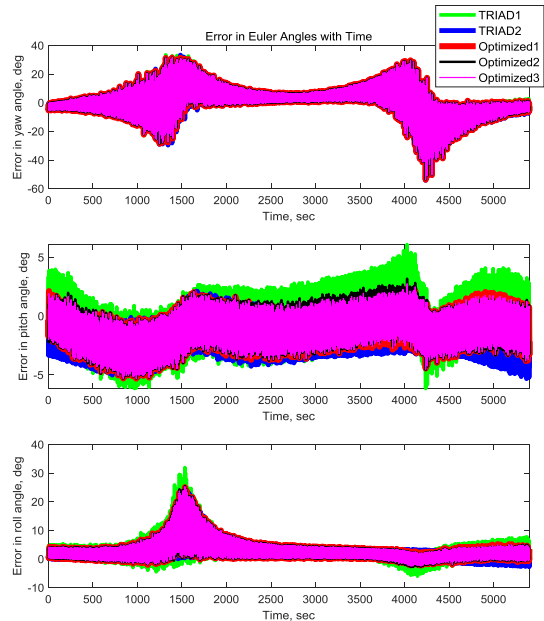 Error in Euler Angles with Time
TRIAD1
TRIAD2
Optimized1
Optimized2
Optimized3
Error in yaw angle, deg
40
20
0
-20
-40
-60
0 500 1000 1500 2000 2500 3000 3500 4000 4500 5000
Time, sec
Error in pitch angle, deg
5
0
-5
0 500 1000 1500 2000 2500 3000 3500 4000 4500 5000
Time, sec
Error in roll angle, deg
40
30
20
10
0
-10
0 500 1000 1500 2000 2500 3000 3500 4000 4500 5000
Time, sec